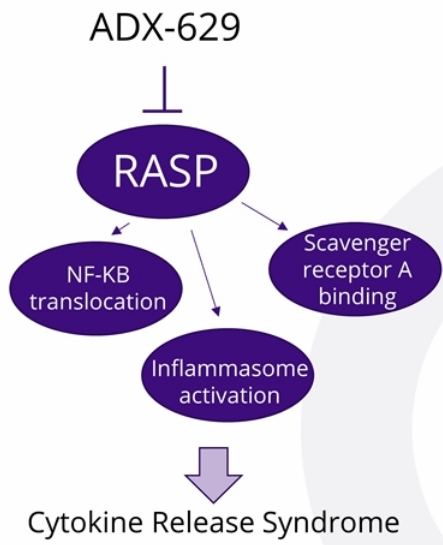 ADX-629
RASP
NF-KB
translocation
Scavenger
receptor A
binding
Inflammasome
activation
Cytokine Release Syndrome